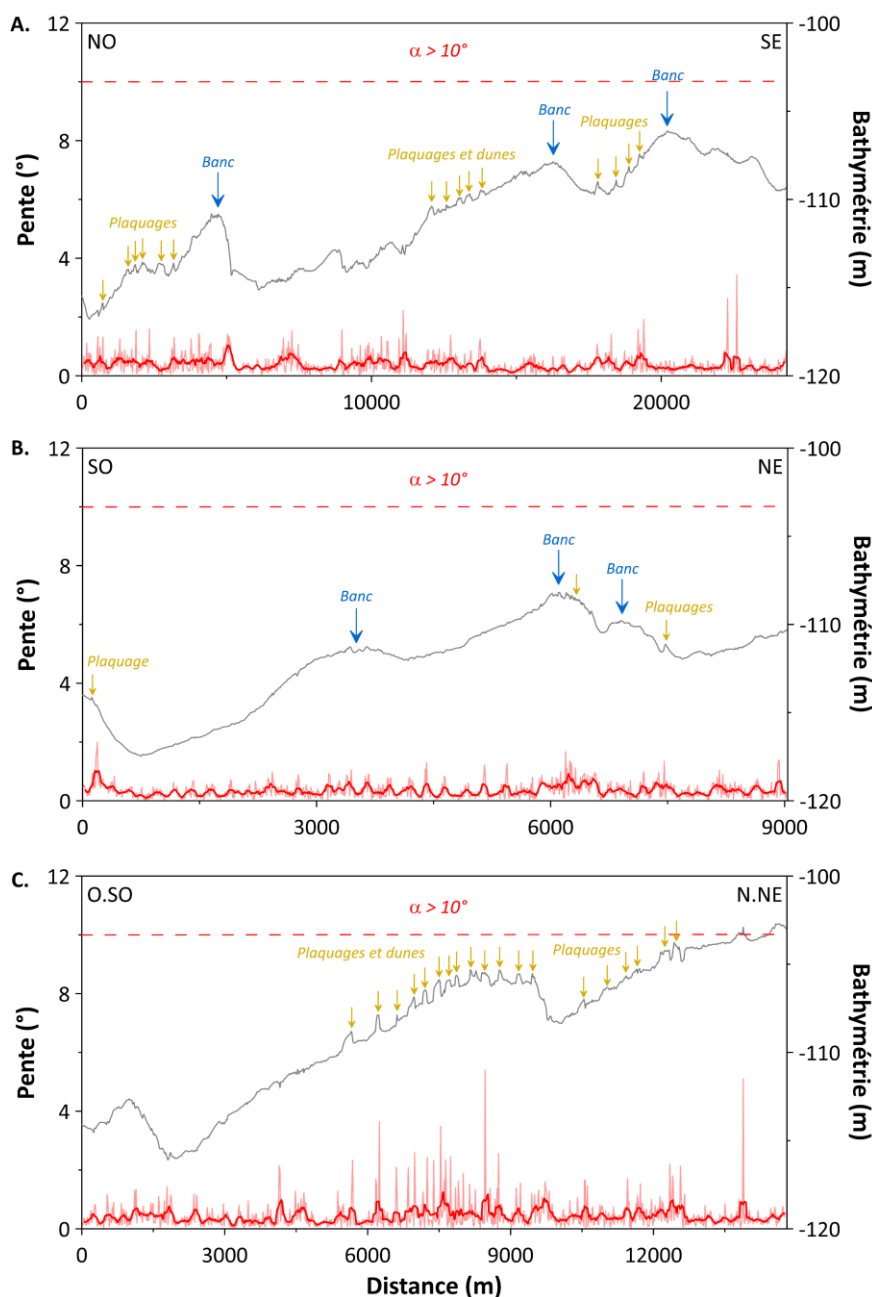 A.
12
NO
α > 10°
SE
-100
Banc
Banc
Plaquages
8
Plaquages et dunes
Banc
Plaquages
-110
4
0
-120
0
10000
20000
Pente (°)
Bathymétrie (m)
B.
12
SO
α > 10°
NE
-100
Banc
8
Banc
Banc
Plaquages
-110
Plaquage
4
0
-120
0
3000
6000
9000
Pente (°)
Bathymétrie (m)
C.
12
O.SO
α > 10°
N.NE
-100
Plaquages et dunes
Plaquages
8
-110
4
0
-120
0
3000
6000
9000
12000
Pente (°)
Bathymétrie (m)
Distance (m)